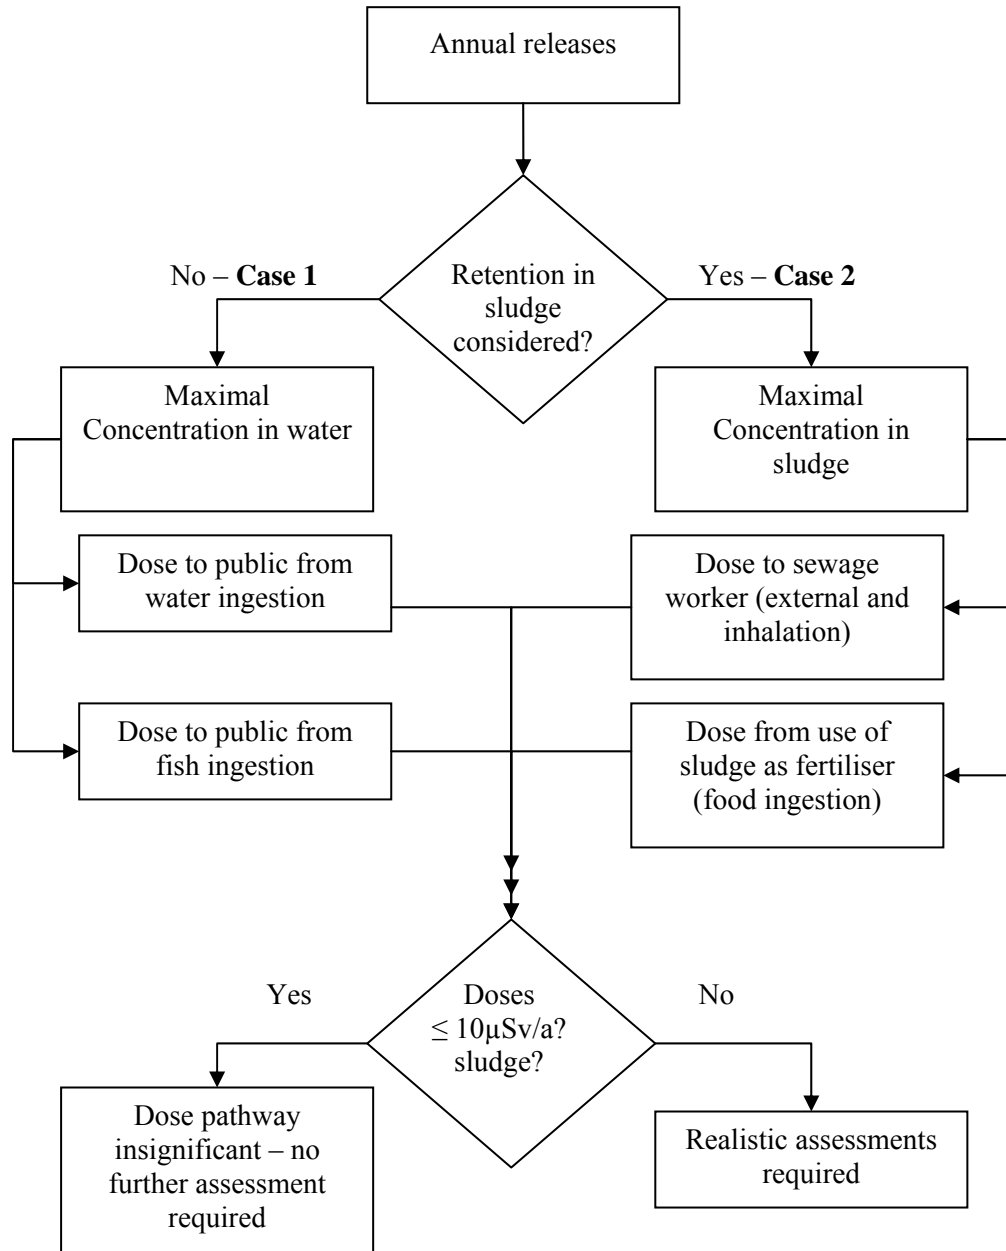 Annual releases
No – Case 1
Yes – Case 2
Retention in
sludge
considered?
Maximal
Concentration in water
Maximal
Concentration in
sludge
Dose to public from
water ingestion
Dose to sewage
worker (external and
inhalation)
Dose to public from
fish ingestion
Dose from use of
sludge as fertiliser
(food ingestion)
Yes
Doses
≤ 10µSv/a?
sludge?
No
Dose pathway
insignificant – no
further assessment
required
Realistic assessments
required